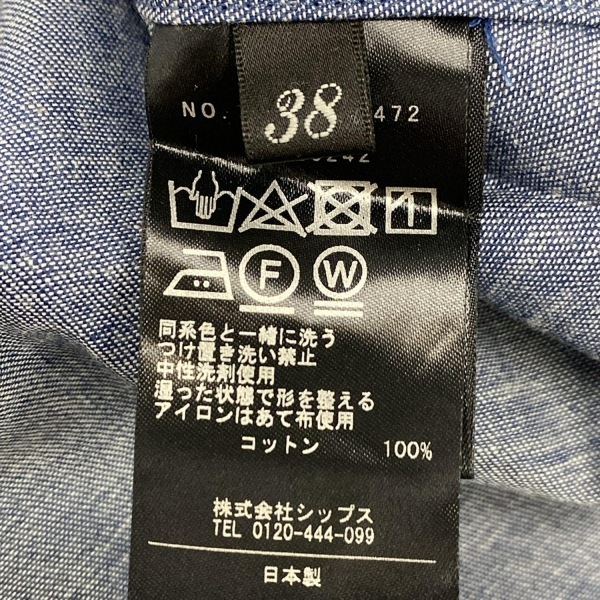 38
NO. 472
242
F W
同系色と一緒に洗う
つけ置き洗い禁止
中性洗剤使用
湿った状態で形を整える
アイロンはあて布使用
コットン 100%
株式会社シップス
TEL 0120-444-099
日本製